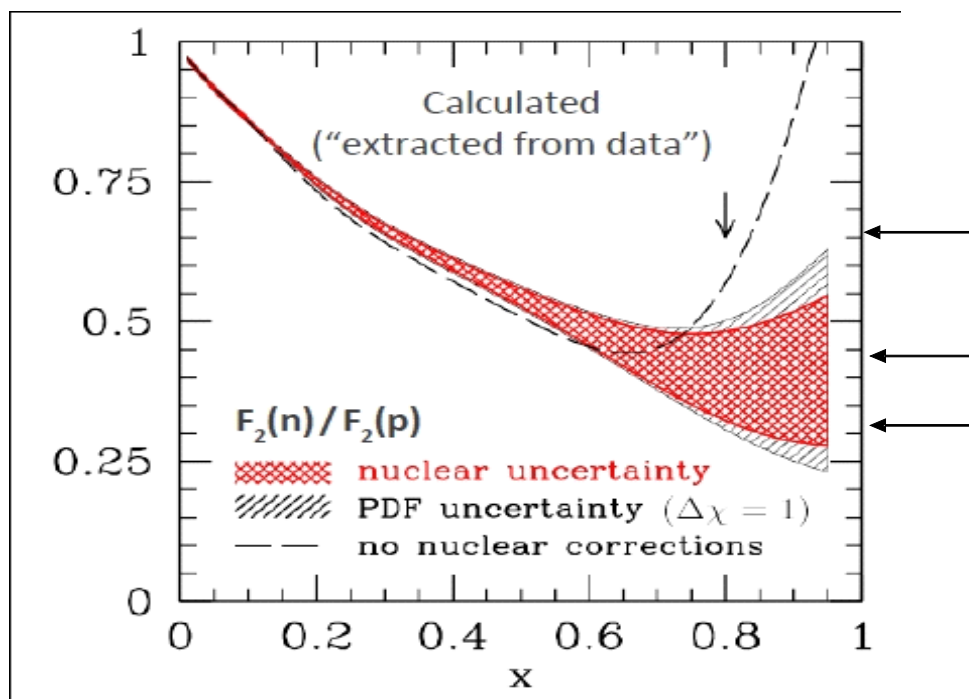 1
Calculated
(“extracted from data”)
0.75
0.5
F₂(n)/F₂(p)
0.25
nuclear uncertainty
PDF uncertainty (Δχ = 1)
no nuclear corrections
0
0 0.2 0.4 0.6 0.8 1
x